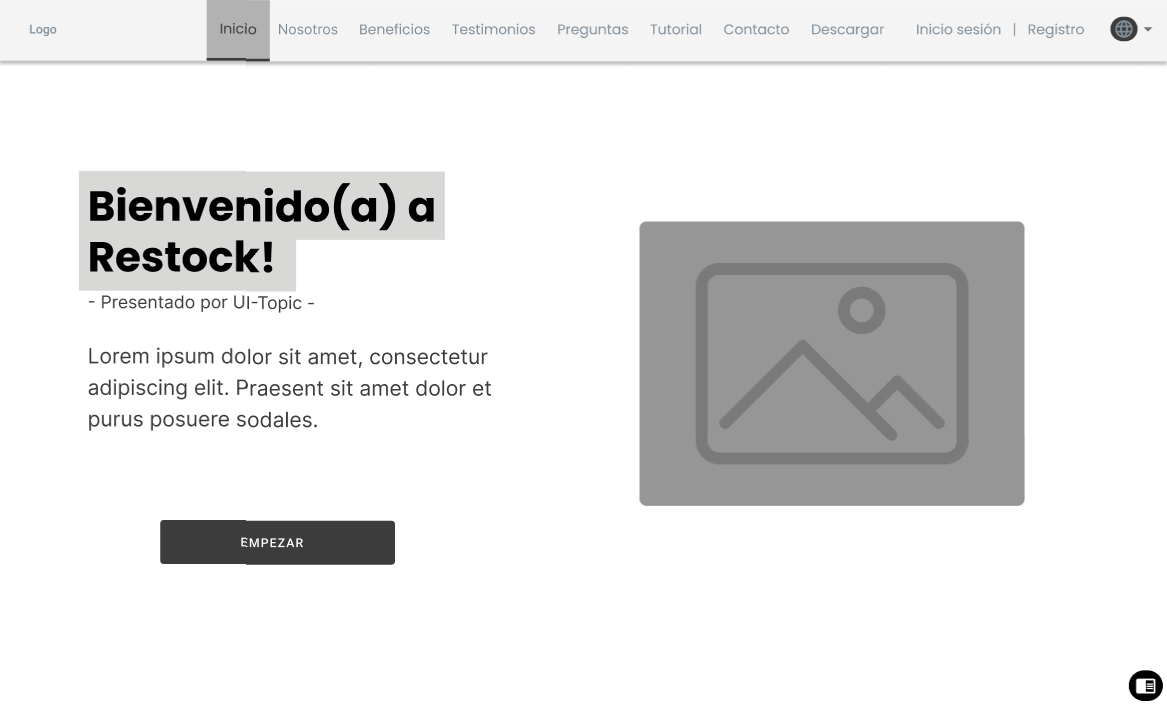 Logo
Inicio Nosotros Beneficios Testimonios Preguntas Tutorial Contacto Descargar Inicio sesión | Registro
Bienvenido(a) a
Restock!
- Presentado por UI-Topic -
Lorem ipsum dolor sit amet, consectetur
adipiscing elit. Praesent sit amet dolor et
purus posuere sodales.
EMPEZAR